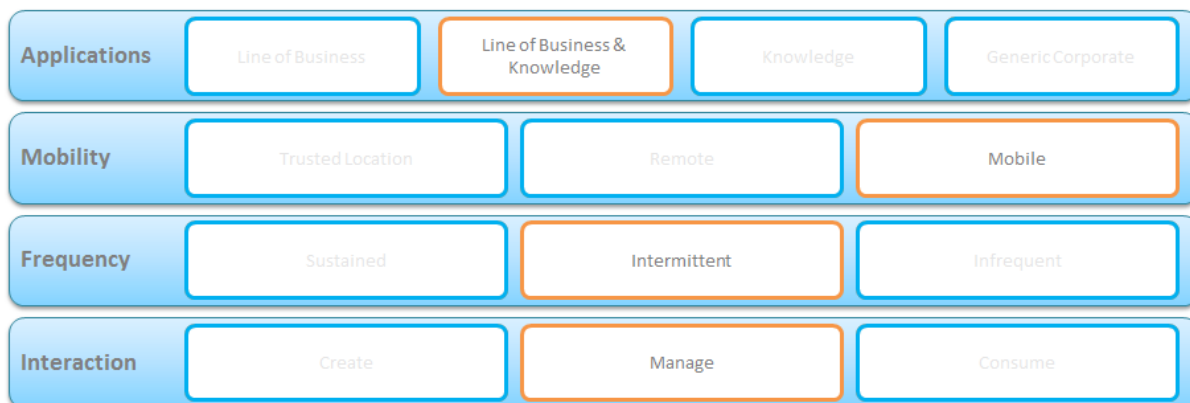 Applications
Line of Business
Line of Business &
Knowledge
Knowledge
Generic Corporate
Mobility
Trusted Location
Remote
Mobile
Frequency
Sustained
Intermittent
Infrequent
Interaction
Create
Manage
Consume